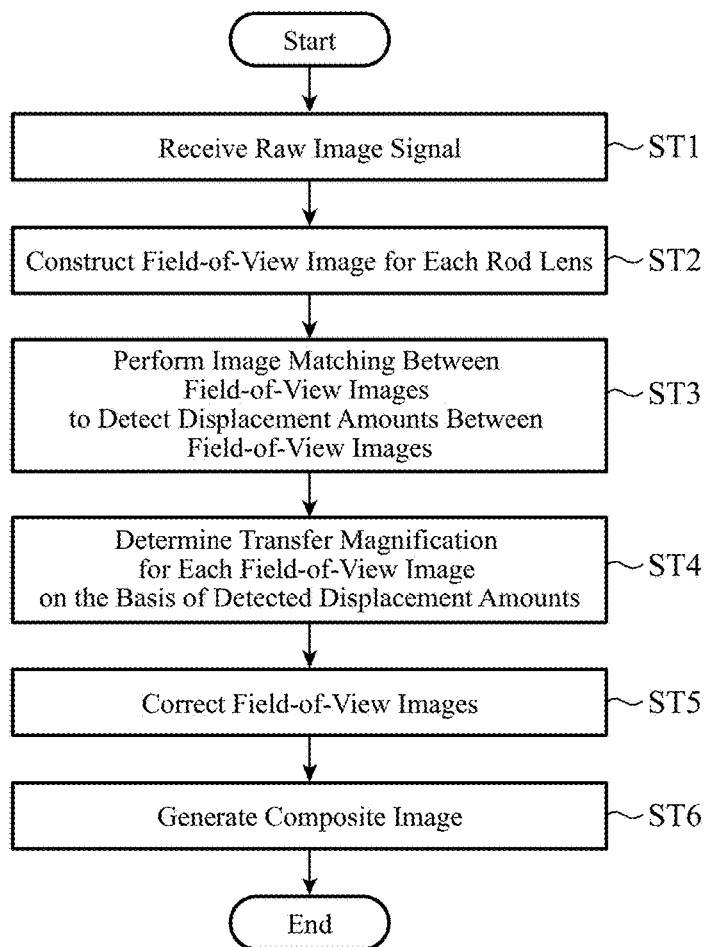 Start
Receive Raw Image Signal
ST1
Construct Field-of-View Image for Each Rod Lens
ST2
Perform Image Matching Between
Field-of-View Images
to Detect Displacement Amounts Between
Field-of-View Images
ST3
Determine Transfer Magnification
for Each Field-of-View Image
on the Basis of Detected Displacement Amounts
ST4
Correct Field-of-View Images
ST5
Generate Composite Image
ST6
End